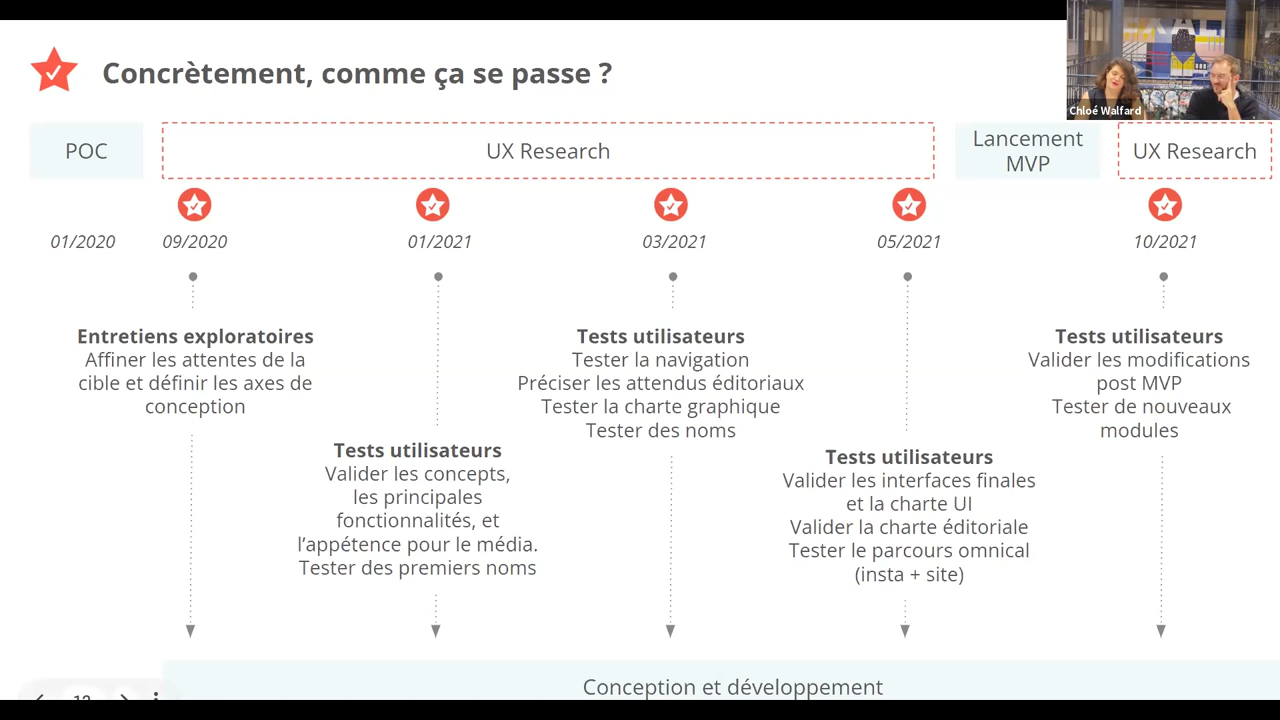 Concrètement, comme ça se passe ?
Chloé Walfard
POC
UX Research
Lancement
MVP
UX Research
01/2020
09/2020
01/2021
03/2021
05/2021
10/2021
Entretiens exploratoires
Affiner les attentes de la
cible et définir les axes de
conception
Tests utilisateurs
Valider les concepts,
les principales
fonctionnalités, et
l’appétence pour le média.
Tester des premiers noms
Tests utilisateurs
Tester la navigation
Préciser les attendus éditoriaux
Tester la charte graphique
Tester des noms
Tests utilisateurs
Valider les interfaces finales
et la charte UI
Valider la charte éditoriale
Tester le parcours omnical
(insta + site)
Tests utilisateurs
Valider les modifications
post MVP
Tester de nouveaux
modules
Conception et développement